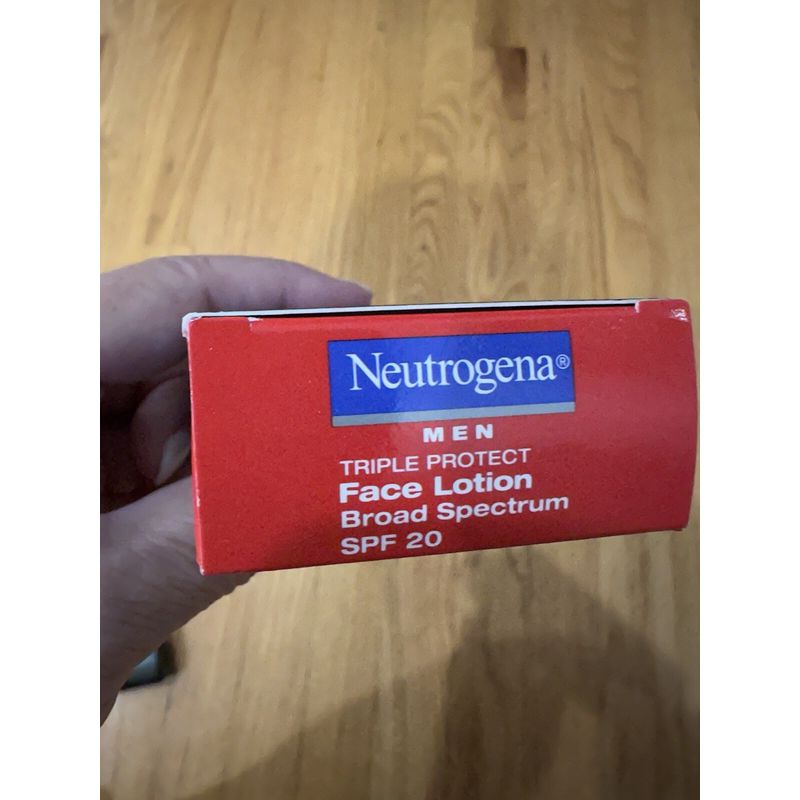 Neutrogena®
MEN
TRIPLE PROTECT
Face Lotion
Broad Spectrum
SPF 20